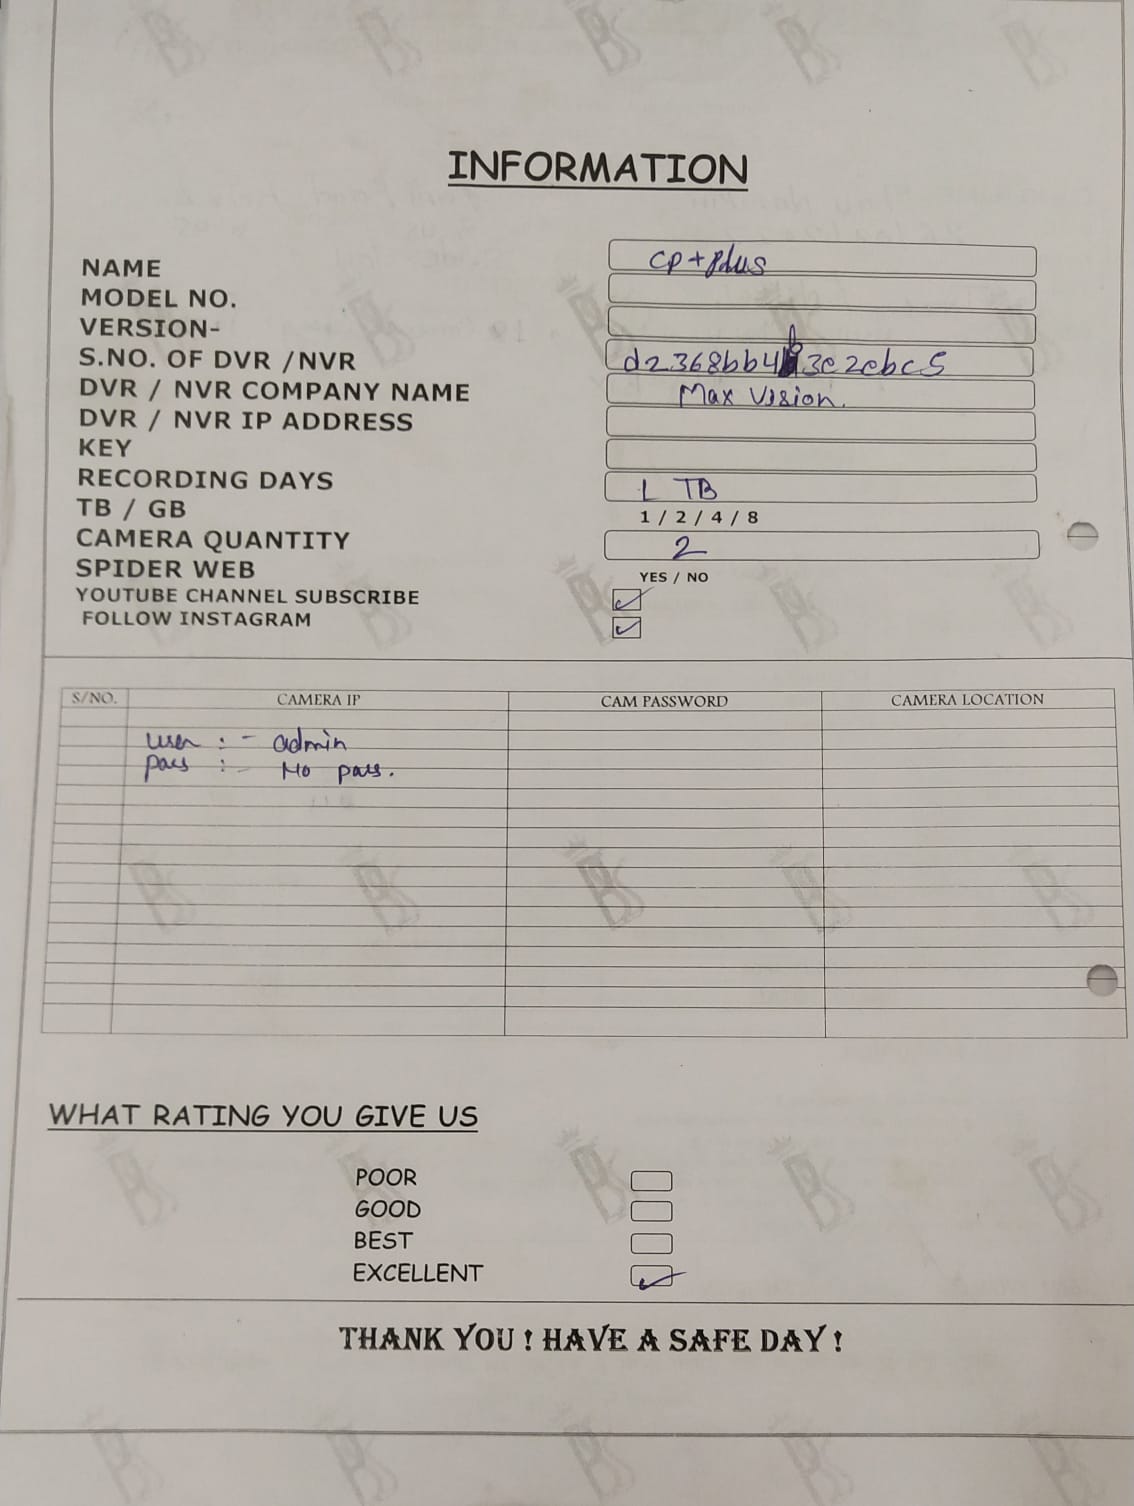 INFORMATION
NAME cp+plus
MODEL NO.
VERSION-
S.NO. OF DVR /NVR
DVR / NVR COMPANY NAME Max Vision.
DVR / NVR IP ADDRESS
KEY
RECORDING DAYS 1 TB
TB / GB 1 / 2 / 4 / 8
CAMERA QUANTITY 2
SPIDER WEB YES / NO
YOUTUBE CHANNEL SUBSCRIBE
FOLLOW INSTAGRAM
S/NO. CAMERA IP CAM PASSWORD CAMERA LOCATION
user :- admin
pass :- No pass.
WHAT RATING YOU GIVE US
POOR
GOOD
BEST
EXCELLENT
THANK YOU ! HAVE A SAFE DAY !